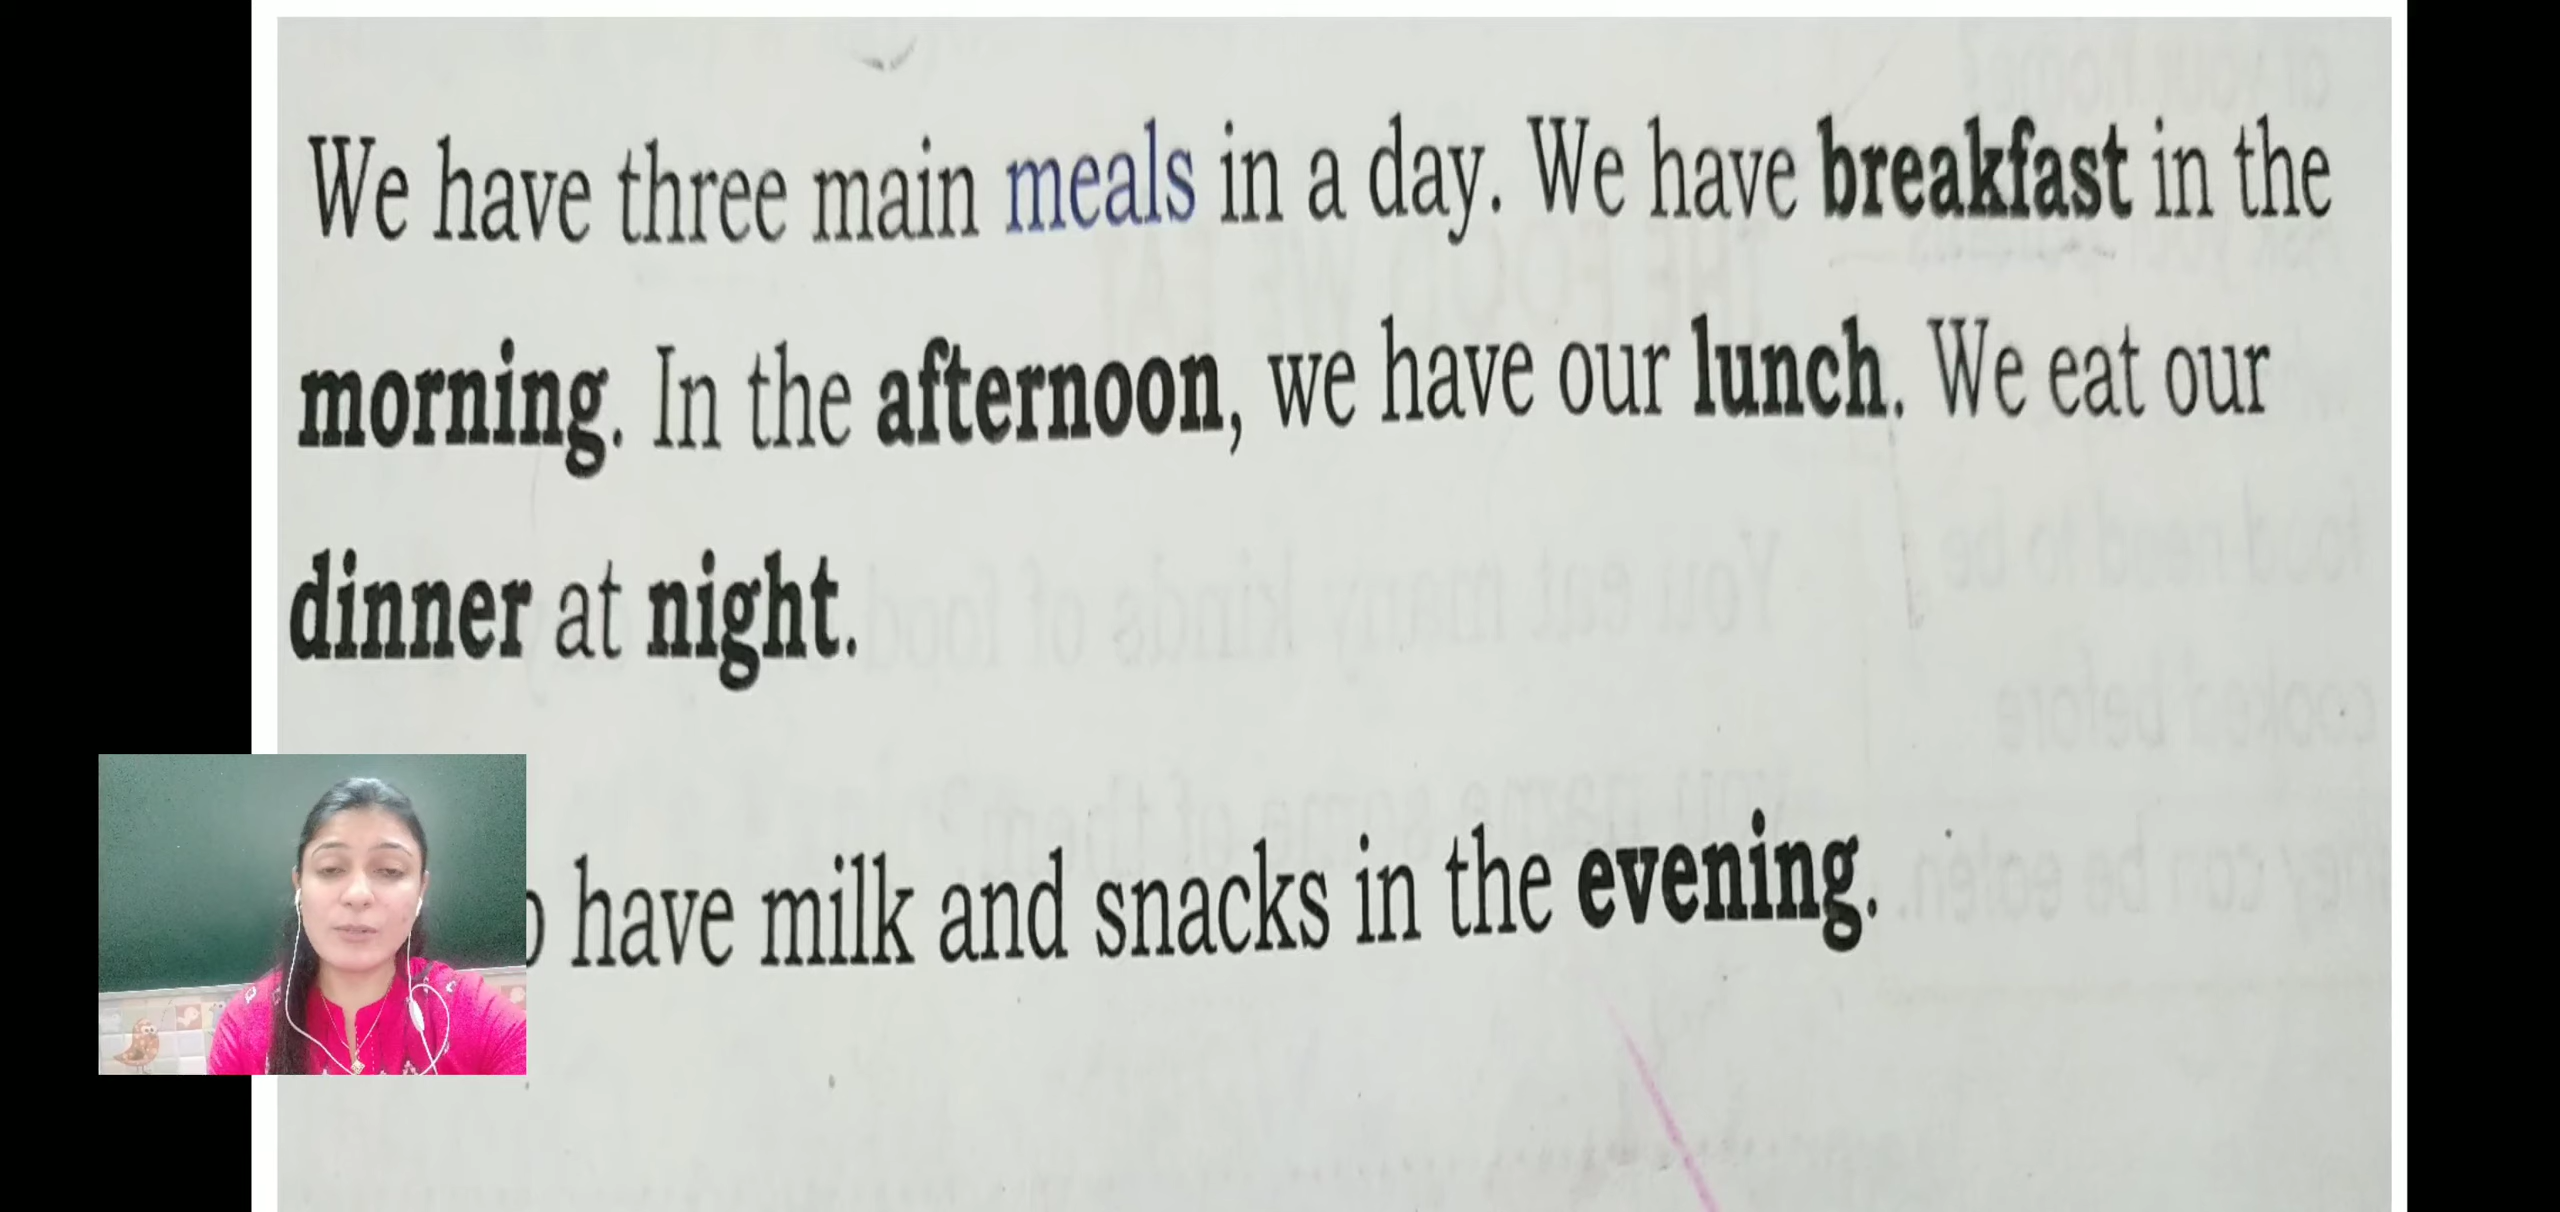 We have three main meals in a day. We have breakfast in the
morning. In the afternoon, we have our lunch. We eat our
dinner at night.
have milk and snacks in the evening.